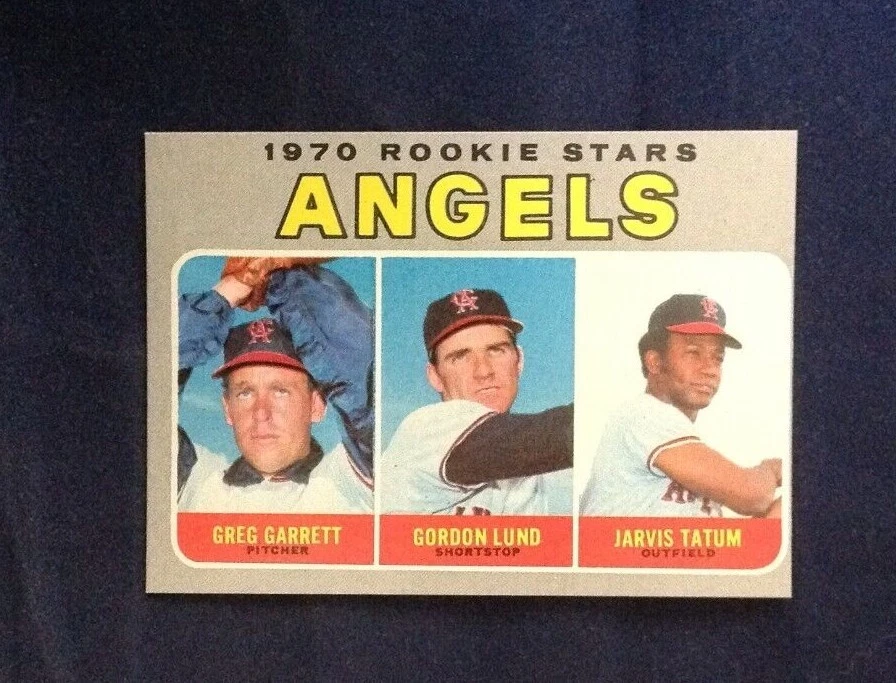 1970 ROOKIE STARS
ANGELS
GREG GARRETT
PITCHER
GORDON LUND
SHORTSTOP
JARVIS TATUM
OUTFIELD